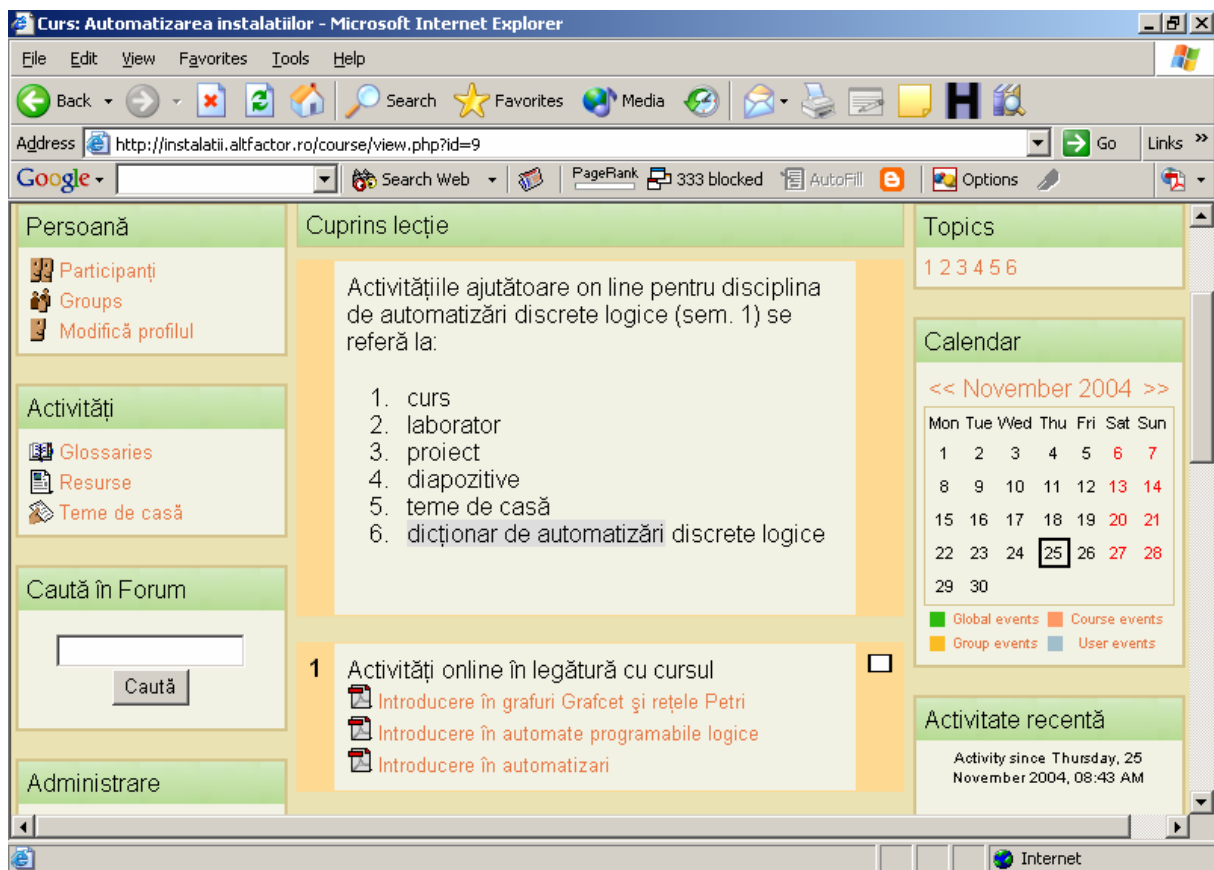 Curs: Automatizarea instalatiilor - Microsoft Internet Explorer
File Edit View Favorites Tools Help
Back Search Favorites Media
Address http://instalatii.altfactor.ro/course/view.php?id=9 Go Links »
Google Search Web PageRank 333 blocked AutoFill Options
Persoană
Participanți
Groups
Modifică profilul
Activități
Glossaries
Resurse
Teme de casă
Caută în Forum
Caută
Administrare
Cuprins lecție
Activitățiile ajutătoare on line pentru disciplina
de automatizări discrete logice (sem. 1) se
referă la:
1. curs
2. laborator
3. proiect
4. diapozitive
5. teme de casă
6. dicționar de automatizări discrete logice
1 Activități online în legătură cu cursul
Introducere în grafuri Grafcet și rețele Petri
Introducere în automate programabile logice
Introducere în automatizari
Topics
1 2 3 4 5 6
Calendar
<< November 2004 >>
Mon Tue Wed Thu Fri Sat Sun
1 2 3 4 5 6 7
8 9 10 11 12 13 14
15 16 17 18 19 20 21
22 23 24 25 26 27 28
29 30
Global events Course events
Group events User events
Activitate recentă
Activity since Thursday, 25
November 2004, 08:43 AM
Internet